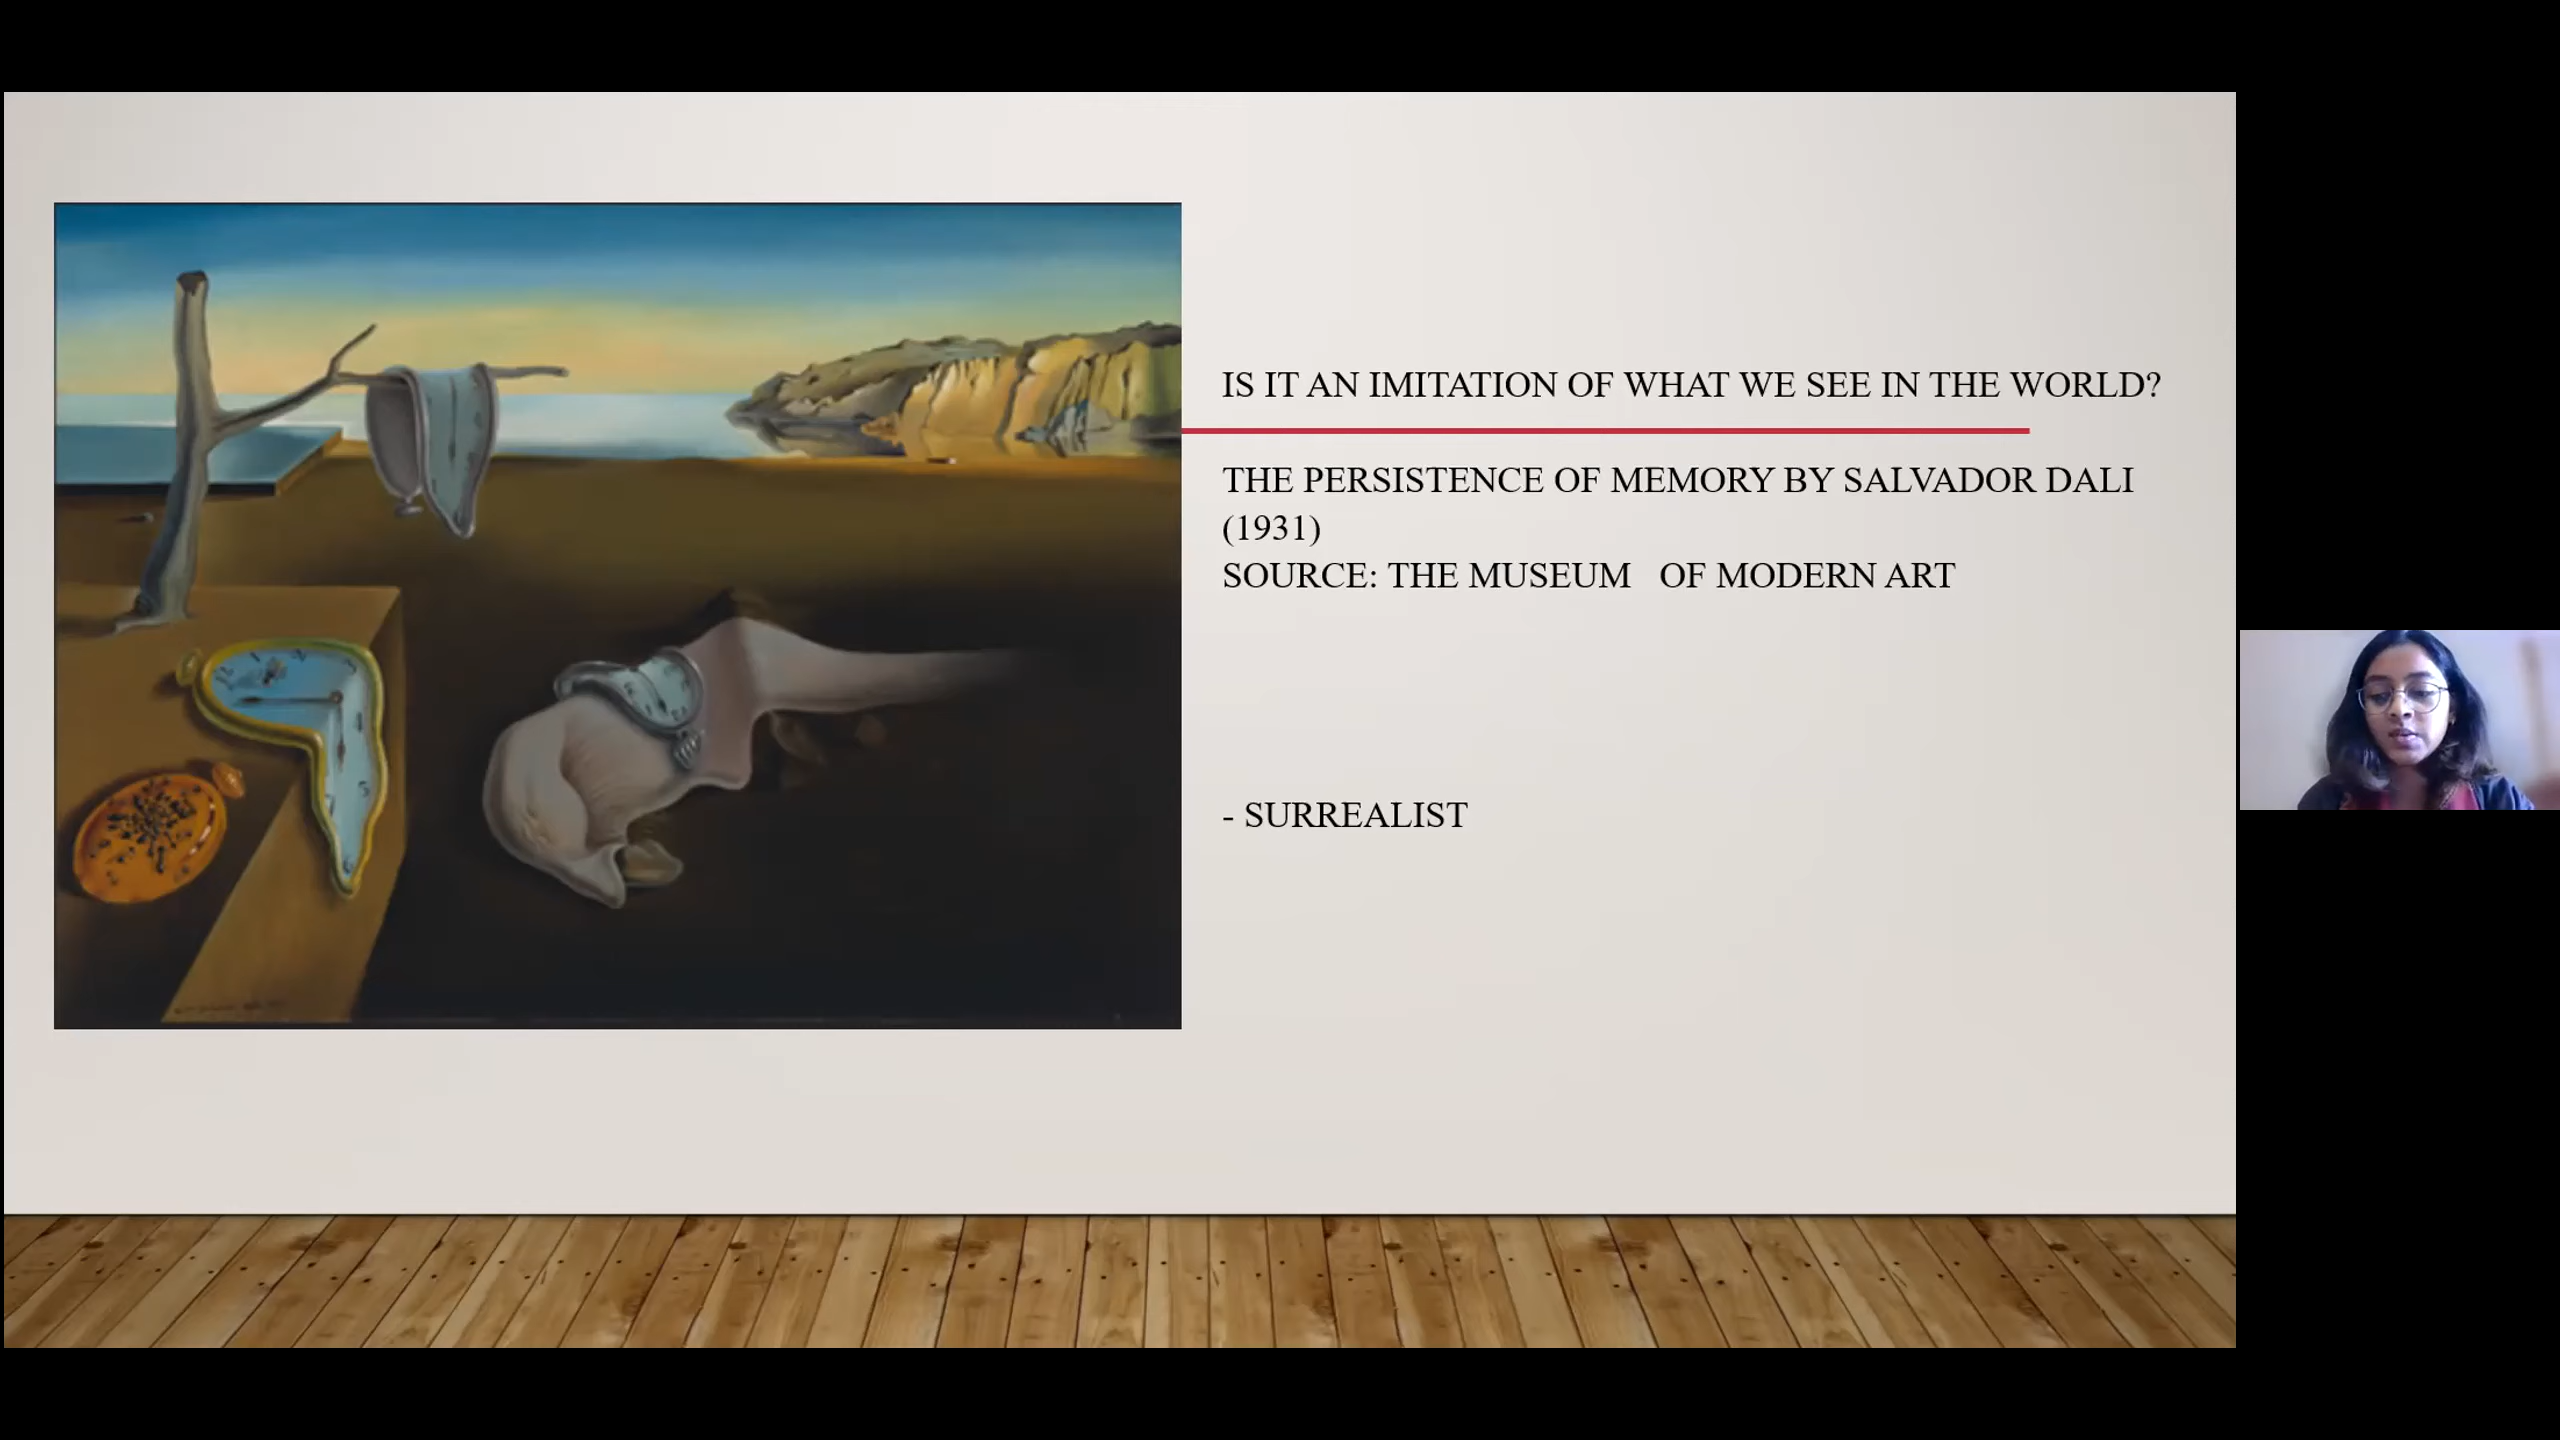 IS IT AN IMITATION OF WHAT WE SEE IN THE WORLD?
THE PERSISTENCE OF MEMORY BY SALVADOR DALI
(1931)
SOURCE: THE MUSEUM OF MODERN ART
- SURREALIST